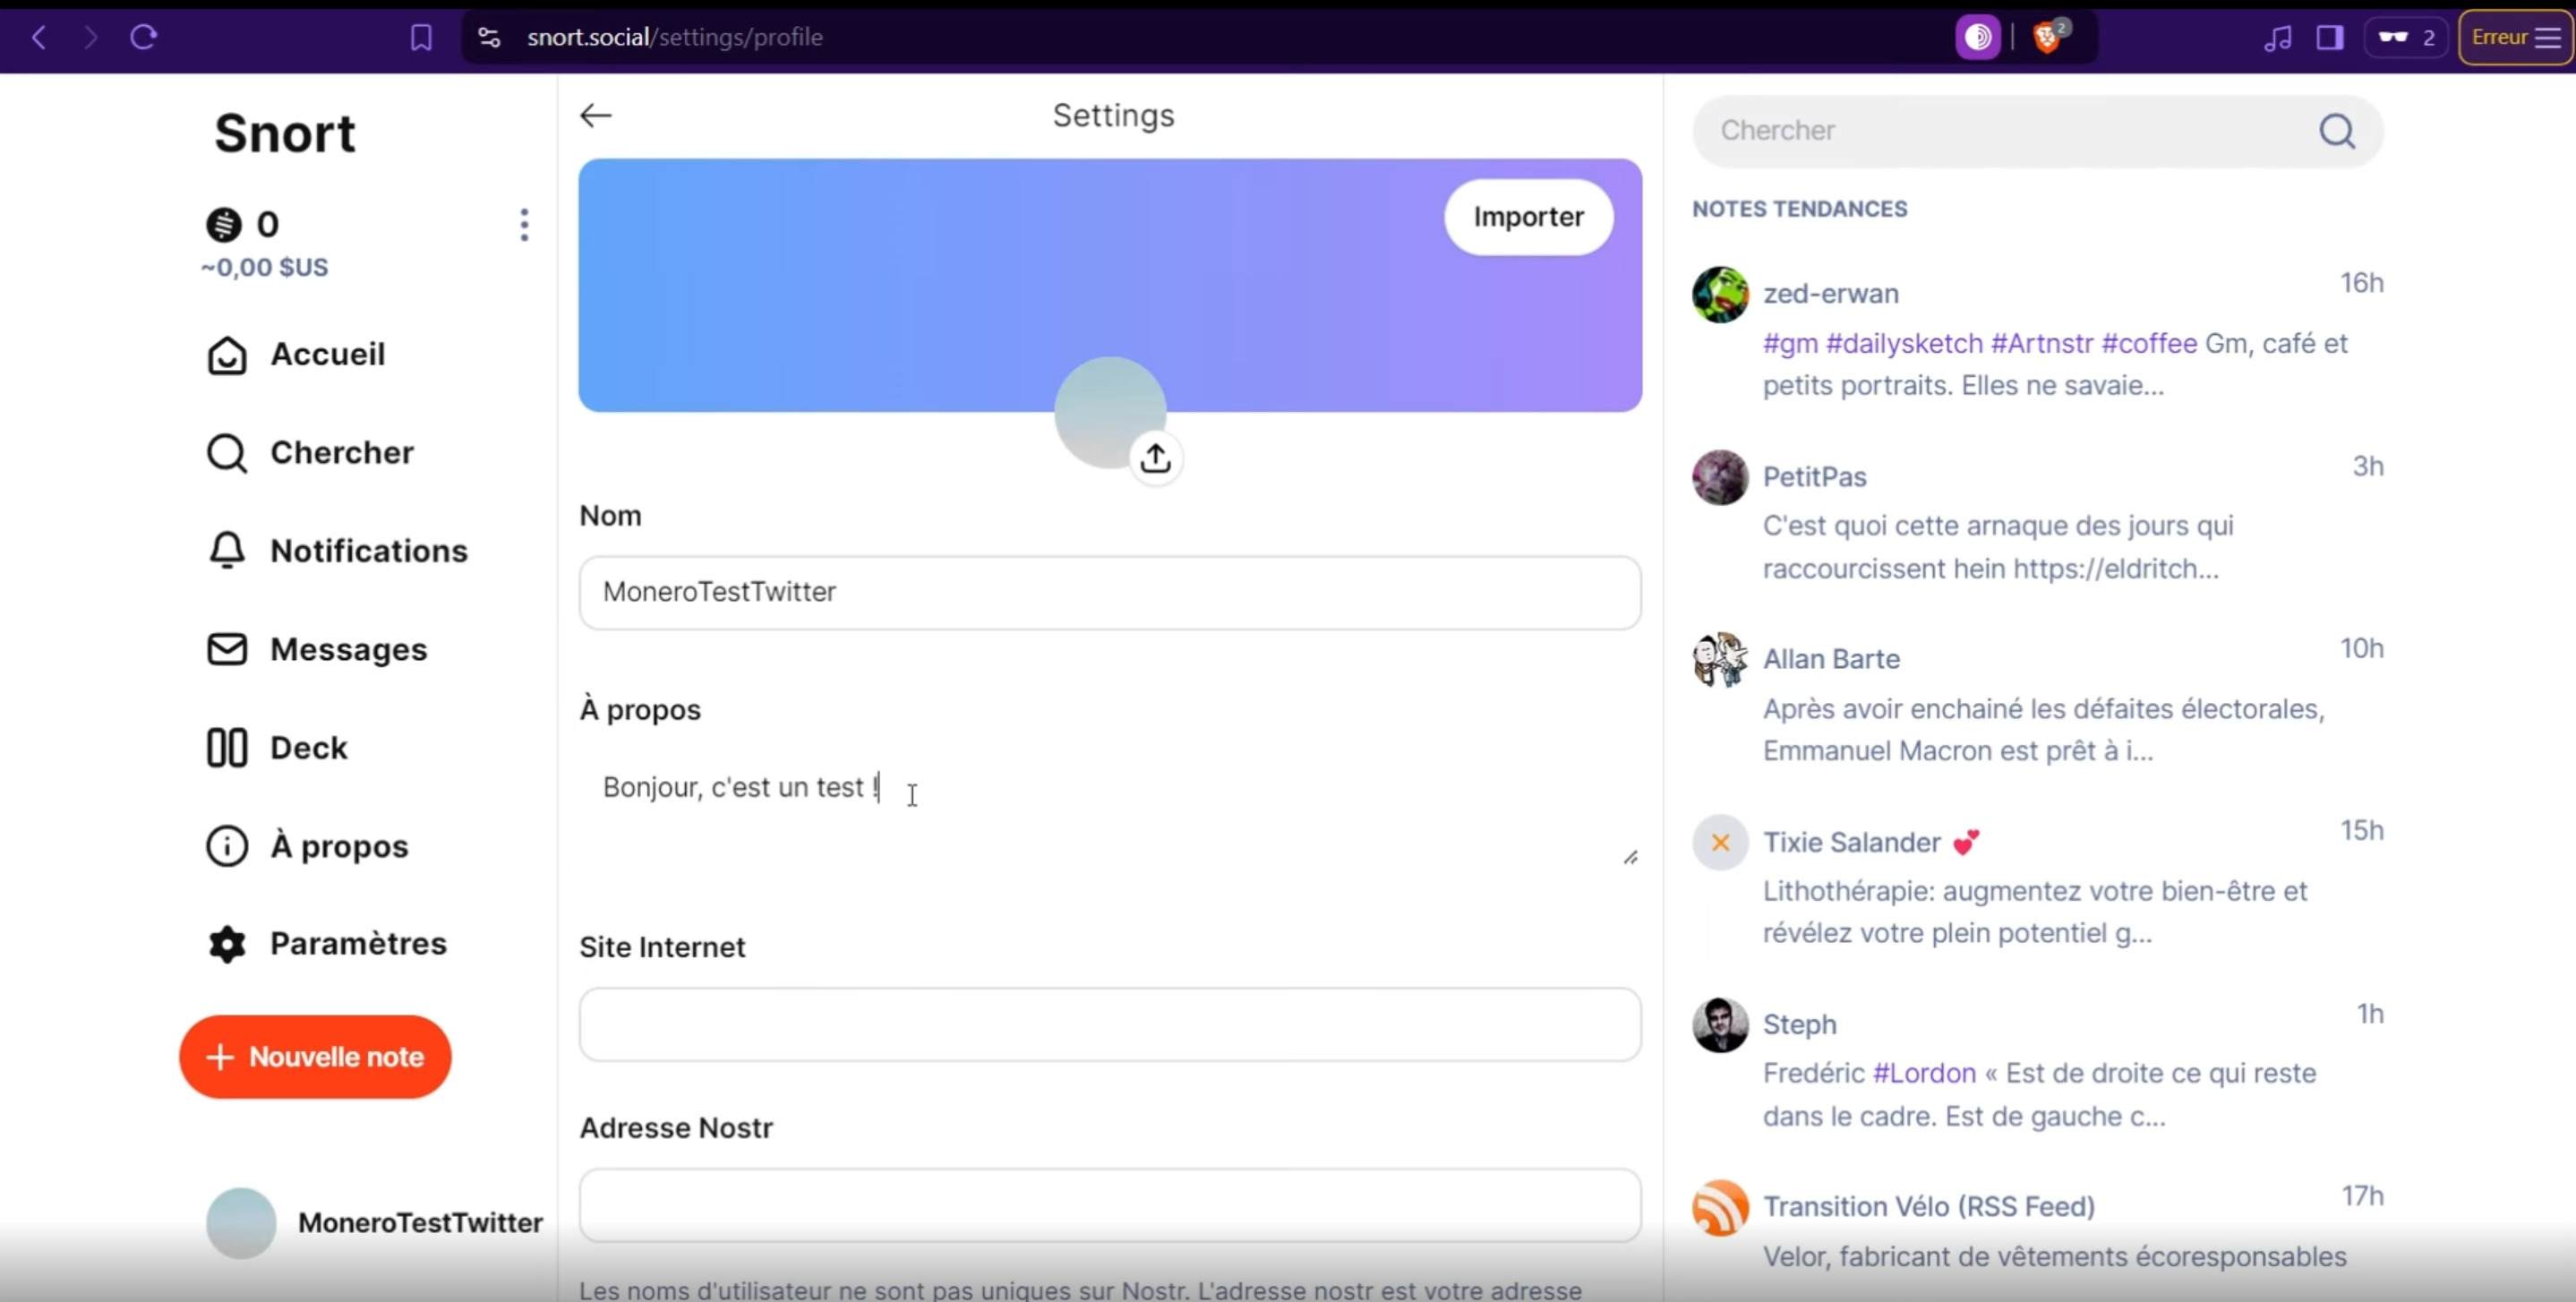 snort.social/settings/profile
2
2
Erreur
Snort
0
~0,00 $US
Accueil
Chercher
Notifications
Messages
Deck
À propos
Paramètres
+ Nouvelle note
MoneroTestTwitter
Settings
Importer
Nom
MoneroTestTwitter
À propos
Bonjour, c'est un test !
Site Internet
Adresse Nostr
Les noms d'utilisateur ne sont pas uniques sur Nostr. L'adresse nostr est votre adresse
Chercher
NOTES TENDANCES
zed-erwan
16h
#gm #dailysketch #Artnstr #coffee Gm, café et
petits portraits. Elles ne savaie...
PetitPas
3h
C'est quoi cette arnaque des jours qui
raccourcissent hein https://eldritch...
Allan Barte
10h
Après avoir enchainé les défaites électorales,
Emmanuel Macron est prêt à i...
Tixie Salander 💕
15h
Lithothérapie: augmentez votre bien-être et
révélez votre plein potentiel g...
Steph
1h
Fredéric #Lordon « Est de droite ce qui reste
dans le cadre. Est de gauche c...
Transition Vélo (RSS Feed)
17h
Velor, fabricant de vêtements écoresponsables